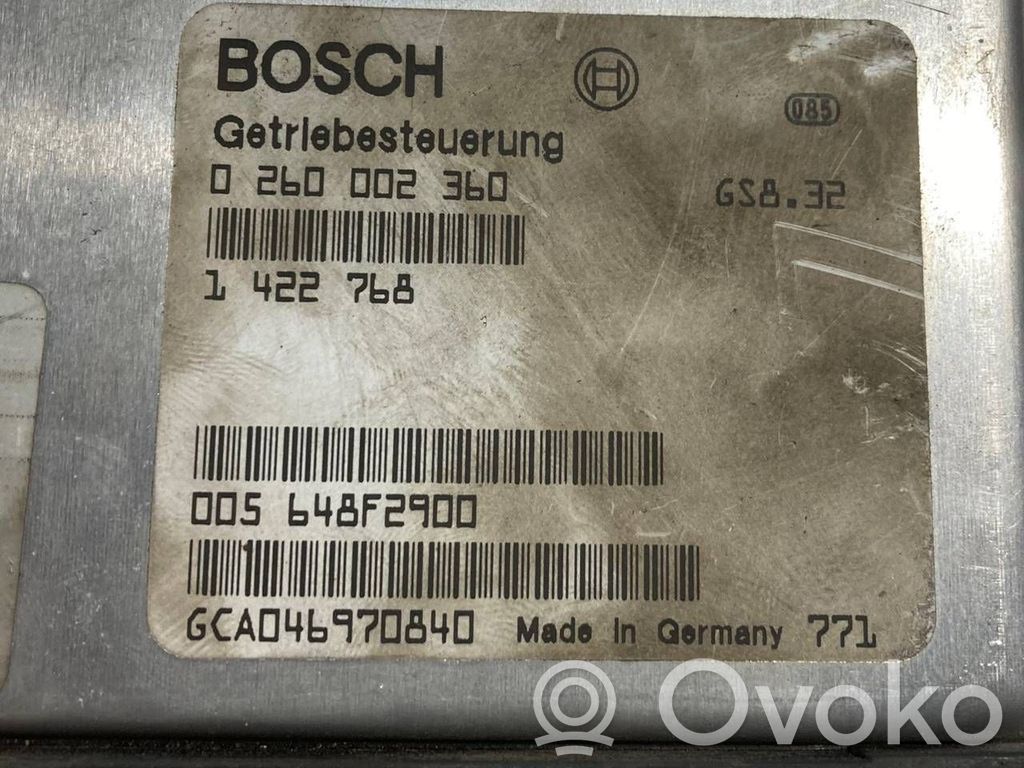 BOSCH
085
Getriebesteuerung
0 260 002 360
GS8.32
1 422 768
005 648F2900
GCA046970840 Made in Germany 771
Ovoko